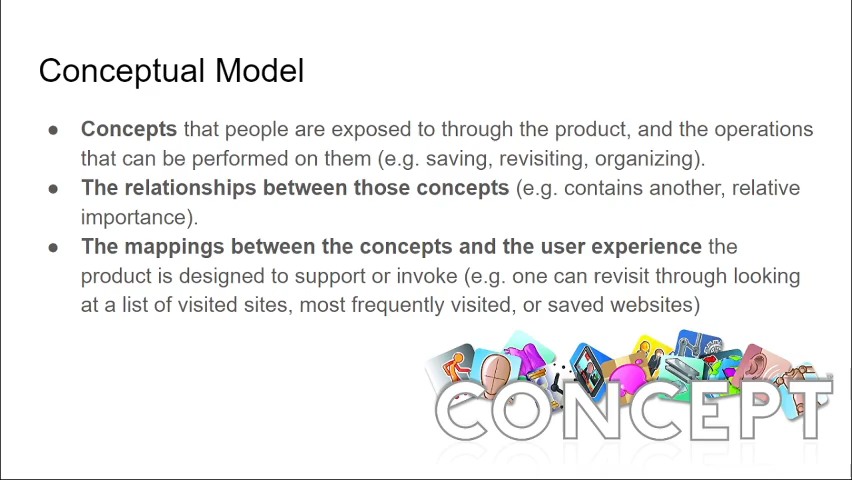 Conceptual Model
● Concepts that people are exposed to through the product, and the operations
that can be performed on them (e.g. saving, revisiting, organizing).
● The relationships between those concepts (e.g. contains another, relative
importance).
● The mappings between the concepts and the user experience the
product is designed to support or invoke (e.g. one can revisit through looking
at a list of visited sites, most frequently visited, or saved websites)
CONCEPT